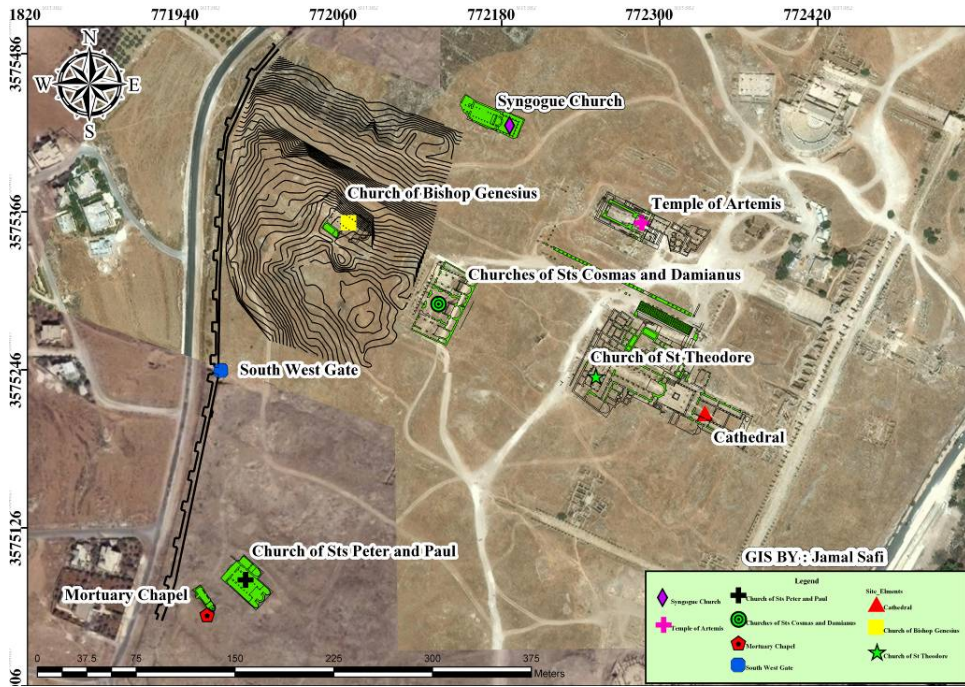 1820 771940 772060 772180 772300 772420
3575486
3575366
3575246
3575126
006
N
W E
S
Syngogue Church
Church of Bishop Genesius
Temple of Artemis
Churches of Sts Cosmas and Damianus
Church of St Theodore
South West Gate
Cathedral
Church of Sts Peter and Paul
Mortuary Chapel
GIS BY : Jamal Safi
Legend
Syngogue Church
Temple of Artemis
Church of Sts Peter and Paul
Churches of Sts Cosmas and Damianus
Mortuary Chapel
South West Gate
Site_Elments
Cathedral
Church of Bishop Genesius
Church of St Theodore
0 37.5 75 150 225 300 375
Meters